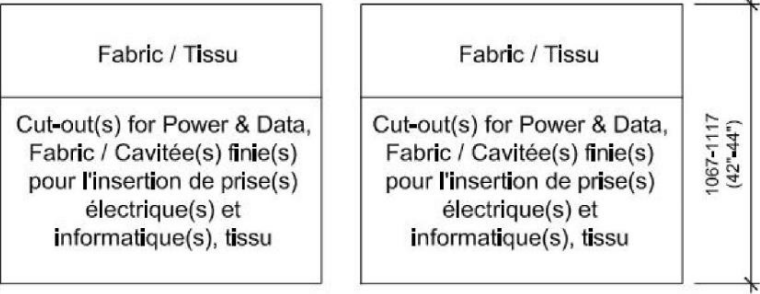 Fabric / Tissu
Cut-out(s) for Power & Data,
Fabric / Cavitée(s) finie(s)
pour l'insertion de prise(s)
électrique(s) et
informatique(s), tissu
Fabric / Tissu
Cut-out(s) for Power & Data,
Fabric / Cavitée(s) finie(s)
pour l'insertion de prise(s)
électrique(s) et
informatique(s), tissu
1067-1117
(42"-44")